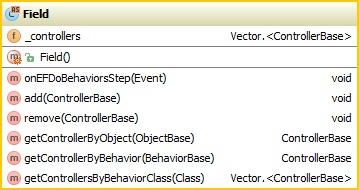 AS Field
_controllers Vector.<ControllerBase>
Field()
onEFDoBehaviorsStep(Event) void
add(ControllerBase) void
remove(ControllerBase) void
getControllerByObject(ObjectBase) ControllerBase
getControllerByBehavior(BehaviorBase) ControllerBase
getControllersByBehaviorClass(Class) Vector.<ControllerBase>